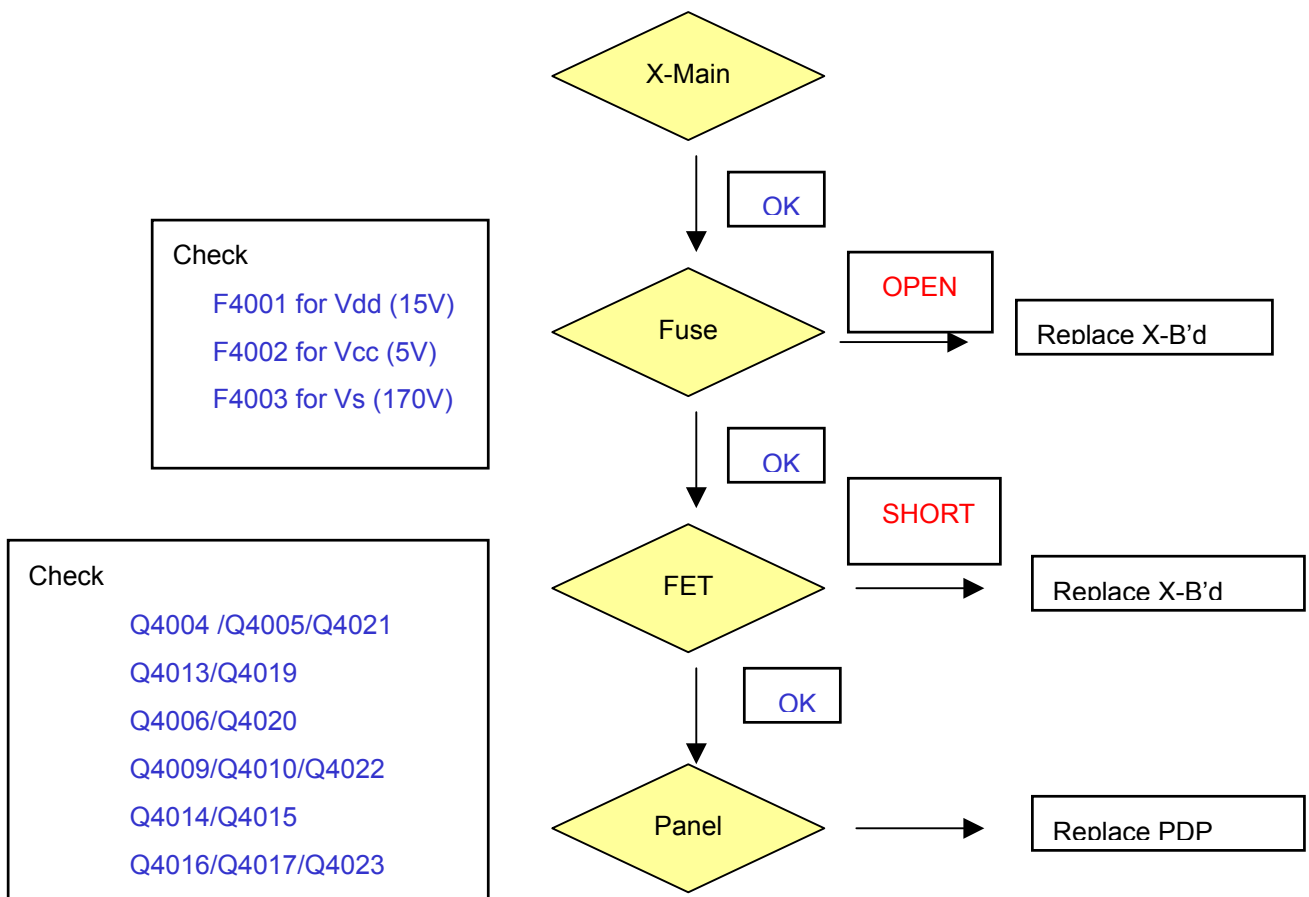 X-Main
OK
Check
F4001 for Vdd (15V)
F4002 for Vcc (5V)
F4003 for Vs (170V)
Fuse
OPEN
Replace X-B’d
OK
SHORT
Check
Q4004 /Q4005/Q4021
Q4013/Q4019
Q4006/Q4020
Q4009/Q4010/Q4022
Q4014/Q4015
Q4016/Q4017/Q4023
FET
Replace X-B’d
OK
Panel
Replace PDP